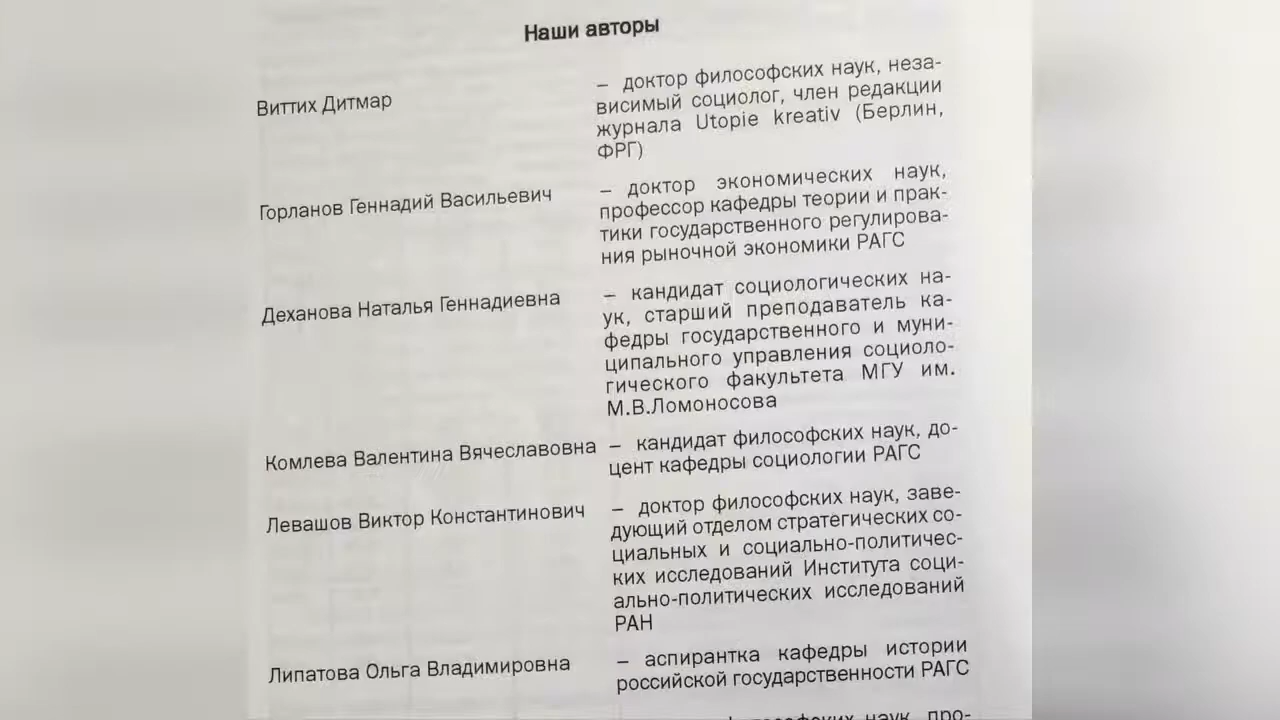 Наши авторы
Виттих Дитмар
– доктор философских наук, неза-
висимый социолог, член редакции
журнала Utopie kreativ (Берлин,
ФРГ)
Горланов Геннадий Васильевич
– доктор экономических наук,
профессор кафедры теории и прак-
тики государственного регулирова-
ния рыночной экономики РАГС
Деханова Наталья Геннадиевна
– кандидат социологических на-
ук, старший преподаватель ка-
федры государственного и муни-
ципального управления социоло-
гического факультета МГУ им.
М.В.Ломоносова
Комлева Валентина Вячеславовна
– кандидат философских наук, до-
цент кафедры социологии РАГС
Левашов Виктор Константинович
– доктор философских наук, заве-
дующий отделом стратегических со-
циальных и социально-политичес-
ких исследований Института соци-
ально-политических исследований
РАН
Липатова Ольга Владимировна
– аспирантка кафедры истории
российской государственности РАГС
наук, про-